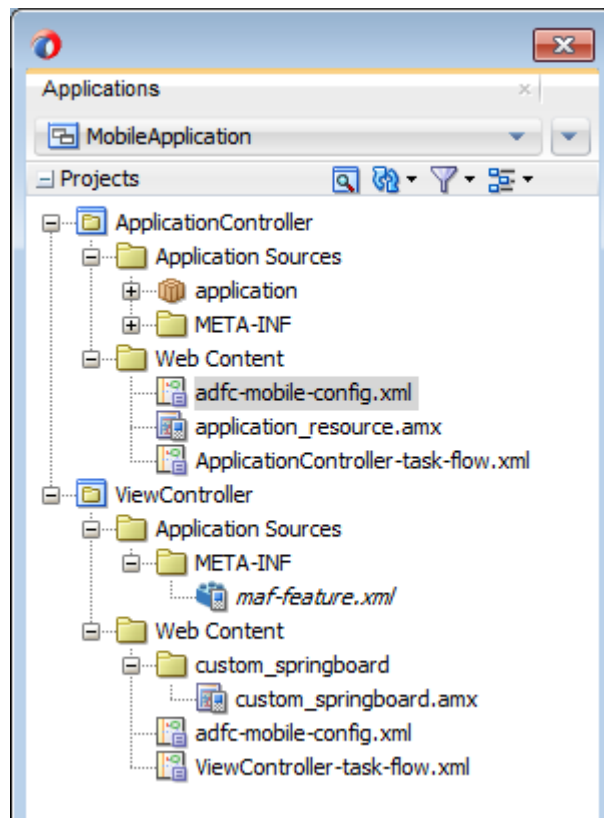 Applications
MobileApplication
Projects
ApplicationController
Application Sources
application
META-INF
Web Content
adfc-mobile-config.xml
application_resource.amx
ApplicationController-task-flow.xml
ViewController
Application Sources
META-INF
maf-feature.xml
Web Content
custom_springboard
custom_springboard.amx
adfc-mobile-config.xml
ViewController-task-flow.xml